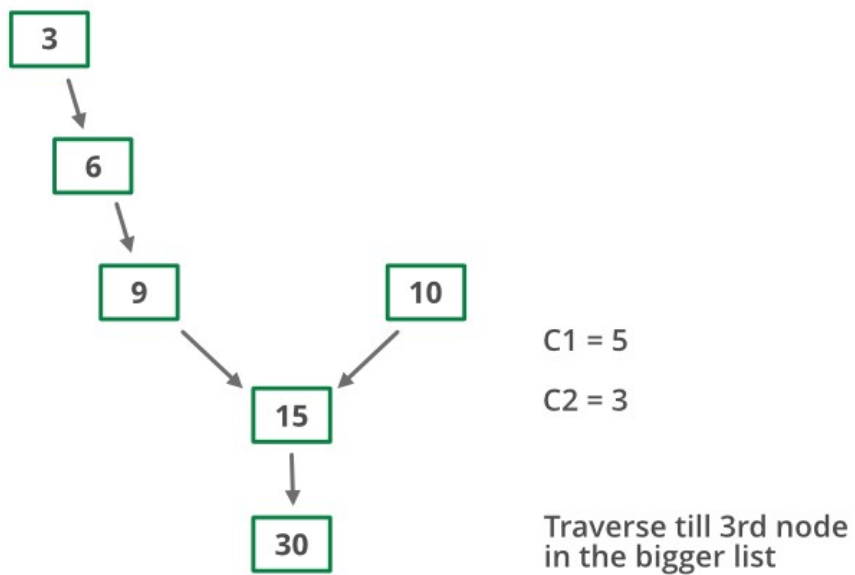 3
6
9
10
C1 = 5
C2 = 3
15
30
Traverse till 3rd node
in the bigger list